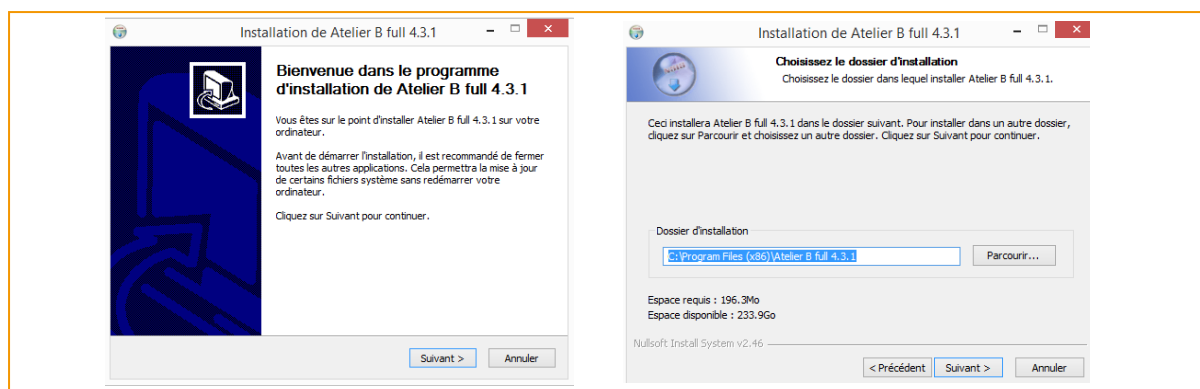 Installation de Atelier B full 4.3.1
Bienvenue dans le programme
d'installation de Atelier B full 4.3.1
Vous êtes sur le point d'installer Atelier B full 4.3.1 sur votre
ordinateur.
Avant de démarrer l'installation, il est recommandé de fermer
toutes les autres applications. Cela permettra la mise à jour
de certains fichiers système sans redémarrer votre
ordinateur.
Cliquez sur Suivant pour continuer.
Suivant >
Annuler
Installation de Atelier B full 4.3.1
Choisissez le dossier d'installation
Choisissez le dossier dans lequel installer Atelier B full 4.3.1.
Ceci installera Atelier B full 4.3.1 dans le dossier suivant. Pour installer dans un autre dossier,
cliquez sur Parcourir et choisissez un autre dossier. Cliquez sur Suivant pour continuer.
Dossier d'installation
C:\Program Files (x86)\Atelier B full 4.3.1
Parcourir...
Espace requis : 196.3Mo
Espace disponible : 233.9Go
Nullsoft Install System v2.46
< Précédent
Suivant >
Annuler